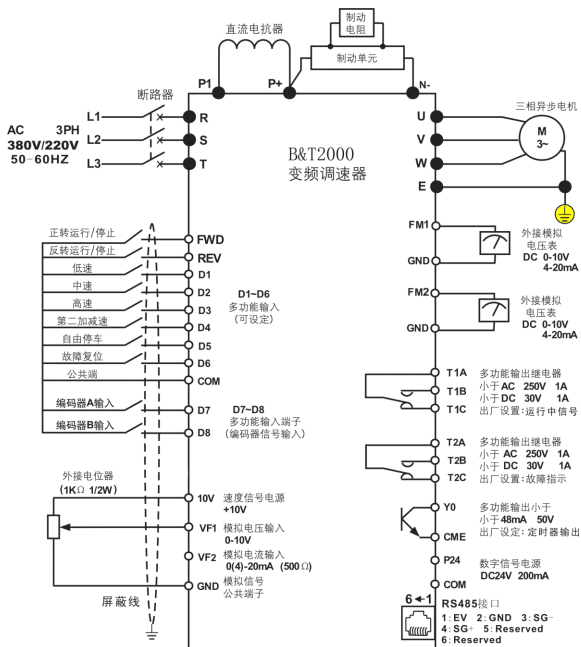 直流电抗器
制动
电阻
制动单元
P1
P+
N-
断路器
三相异步电机
L1
R
U
AC 3PH
380V/220V
50-60HZ
L2
S
V
M
3~
L3
T
W
B&T2000
变频调速器
E
正转运行/停止
FWD
反转运行/停止
REV
低速
D1
中速
D2
高速
D3
第二加减速
D4
自由停车
D5
故障复位
D6
公共端
COM
D1~D6
多功能输入
(可设定)
编码器A输入
D7
编码器B输入
D8
D7~D8
多功能输入端子
(编码器信号输入)
外接电位器
(1KΩ 1/2W)
10V 速度信号电源
+10V
VF1 模拟电压输入
0-10V
VF2 模拟电流输入
0(4)-20mA (500Ω)
GND 模拟信号
公共端子
屏蔽线
FM1
GND
外接模拟
电压表
DC 0-10V
4-20mA
FM2
GND
外接模拟
电压表
DC 0-10V
4-20mA
T1A 多功能输出继电器
T1B 小于AC 250V 1A
小于DC 30V 1A
T1C 出厂设置:运行中信号
T2A 多功能输出继电器
T2B 小于AC 250V 1A
小于DC 30V 1A
T2C 出厂设置:故障指示
Y0 多功能输出小于
小于48mA 50V
CME 出厂设定:定时器输出
P24 数字信号电源
DC24V 200mA
COM
6←1 RS485接口
1:EV 2:GND 3:SG-
4:SG+ 5:Reserved
6:Reserved